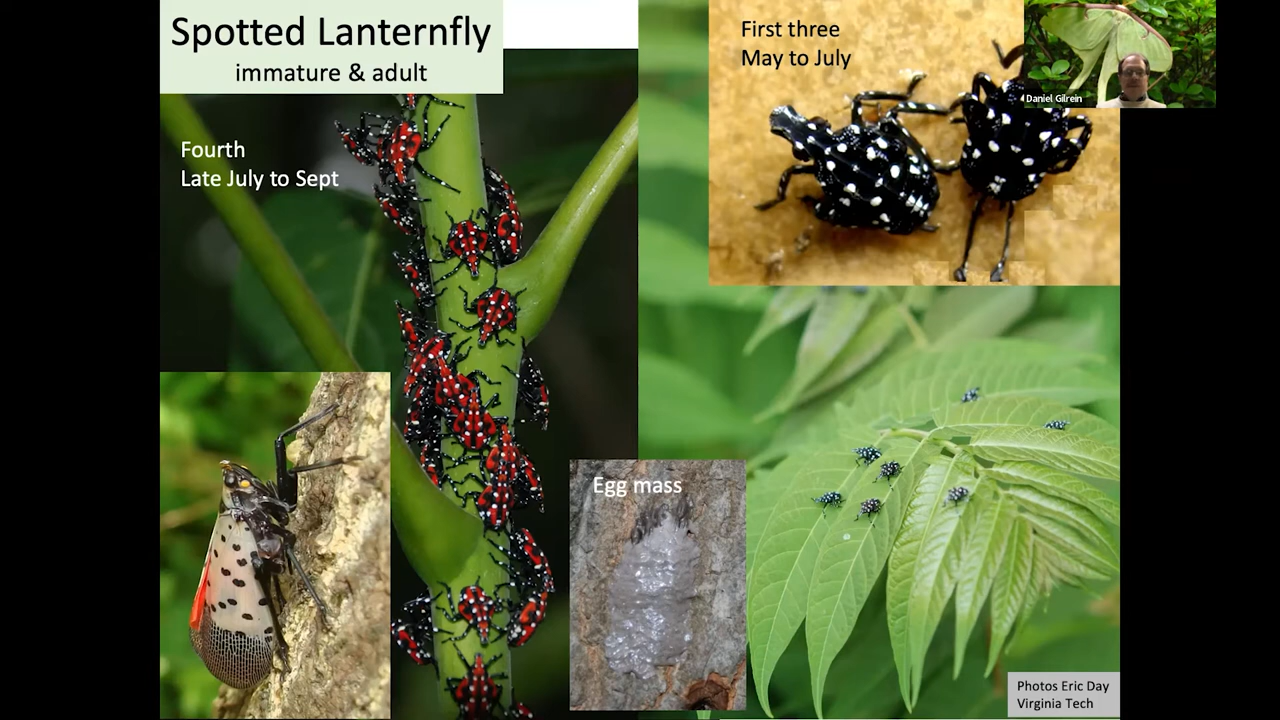 Spotted Lanternfly
immature & adult
First three
May to July
Daniel Gilrein
Fourth
Late July to Sept
Egg mass
Photos Eric Day
Virginia Tech